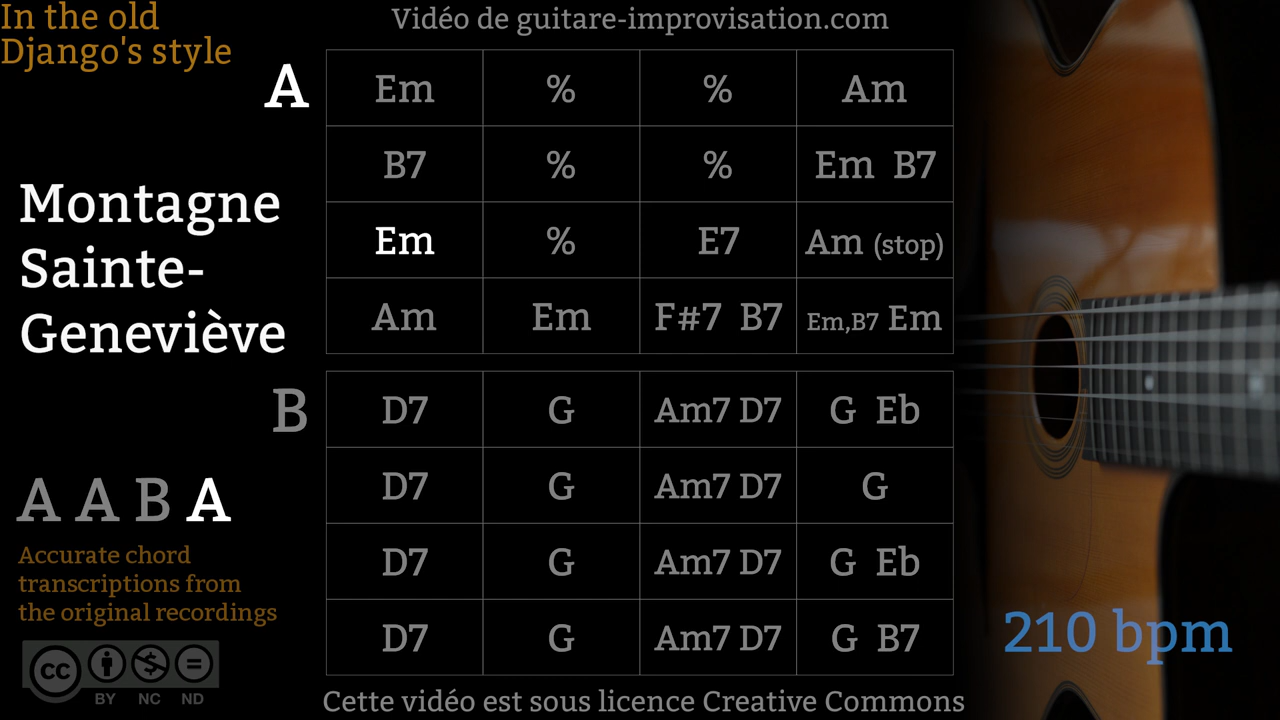 In the old
Django's style
Vidéo de guitare-improvisation.com
A
Em % % Am
B7 % % Em B7
Em % E7 Am (stop)
Am Em F#7 B7 Em,B7 Em
Montagne
Sainte-
Geneviève
B
D7 G Am7 D7 G Eb
D7 G Am7 D7 G
D7 G Am7 D7 G Eb
D7 G Am7 D7 G B7
A A B A
Accurate chord
transcriptions from
the original recordings
210 bpm
cc
BY NC ND
Cette vidéo est sous licence Creative Commons